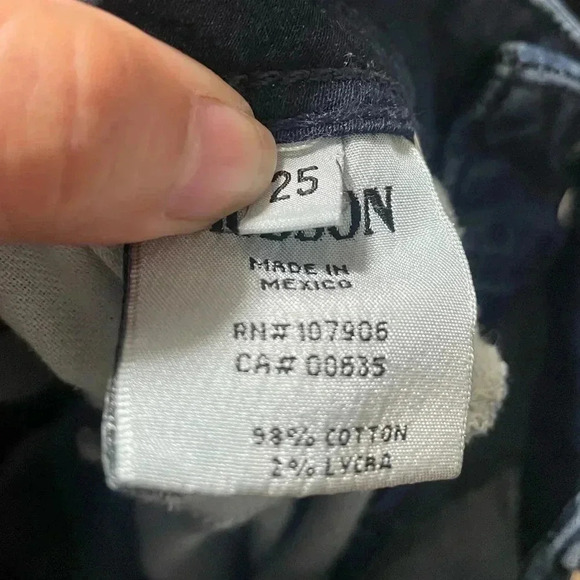 25
MADE IN
MEXICO
RN# 107906
CA# 00635
98% COTTON
2% LYCRA